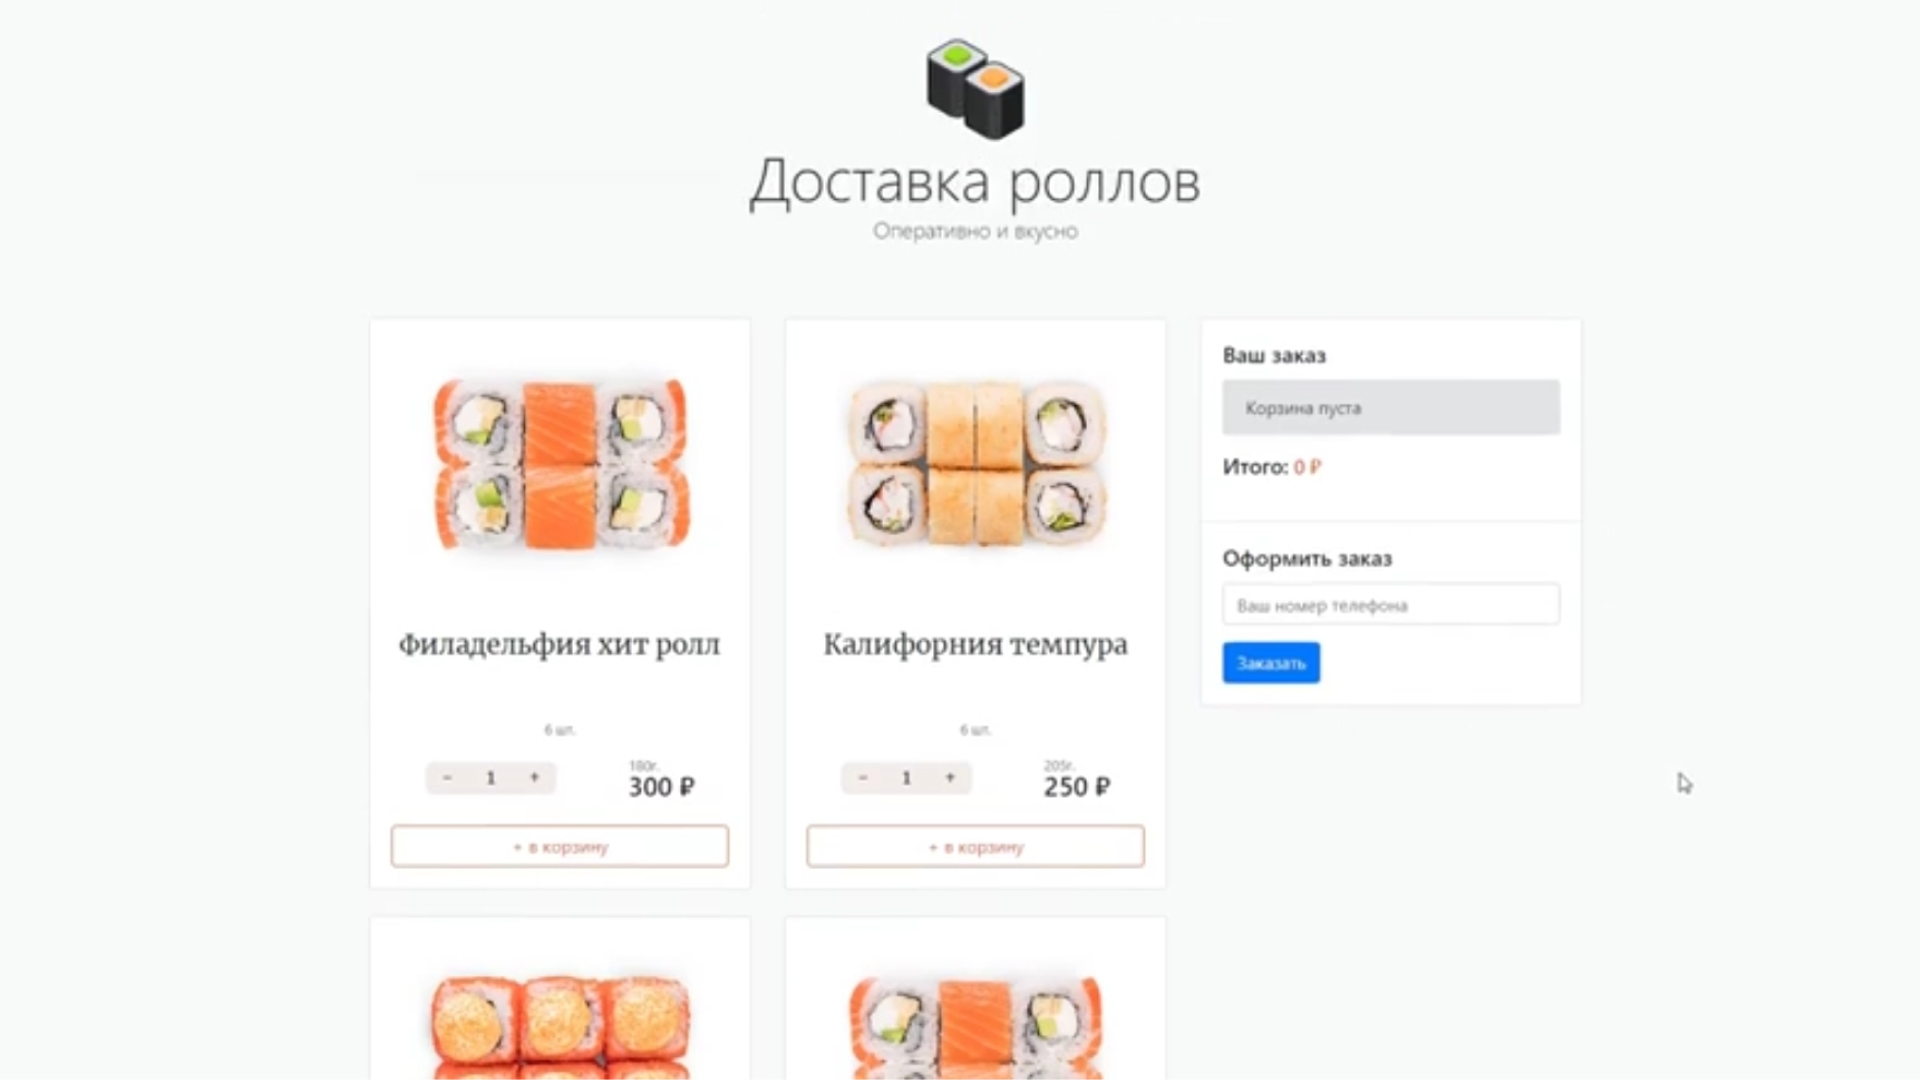 Доставка роллов
Оперативно и вкусно
Филадельфия хит ролл
6 шт.
- 1 +
180г.
300 ₽
+ в корзину
Калифорния темпура
6 шт.
- 1 +
205г.
250 ₽
+ в корзину
Ваш заказ
Корзина пуста
Итого: 0 ₽
Оформить заказ
Ваш номер телефона
Заказать